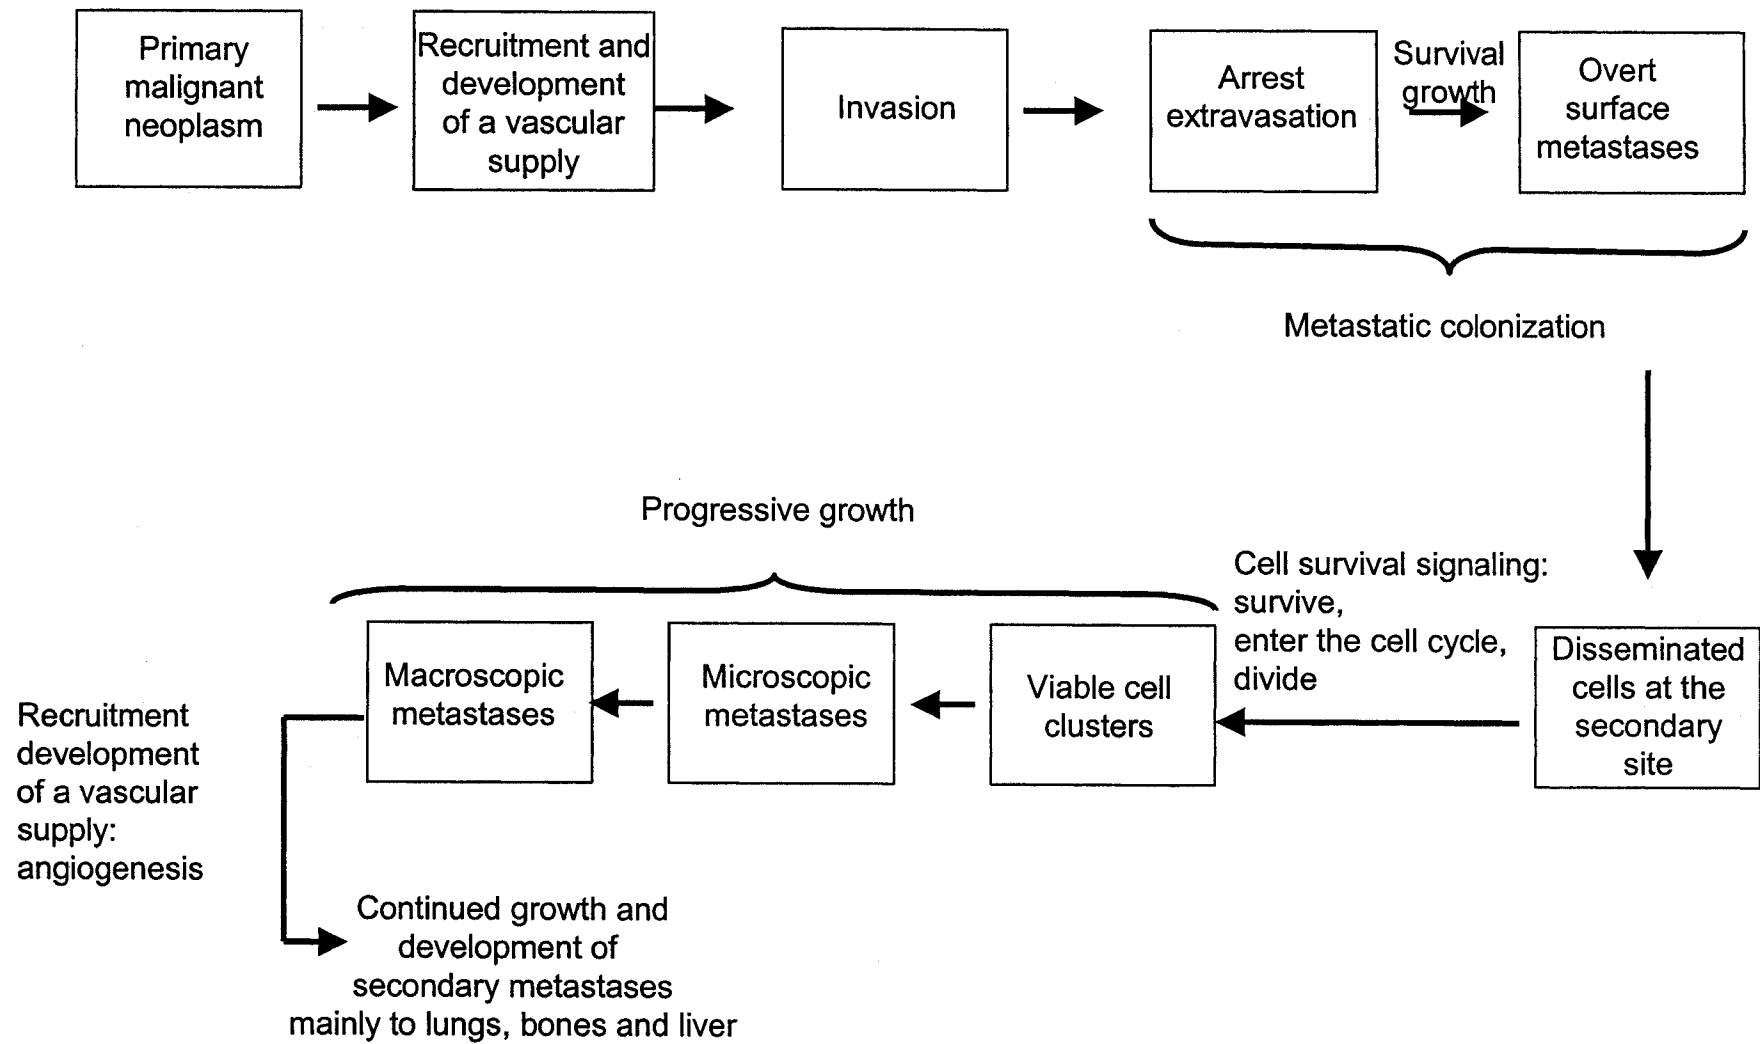 Primary
malignant
neoplasm
Recruitment and
development
of a vascular
supply
Invasion
Arrest
extravasation
Survival
growth
Overt
surface
metastases
Metastatic colonization
Progressive growth
Cell survival signaling:
survive,
enter the cell cycle,
divide
Disseminated
cells at the
secondary
site
Viable cell
clusters
Microscopic
metastases
Macroscopic
metastases
Recruitment
development
of a vascular
supply:
angiogenesis
Continued growth and
development of
secondary metastases
mainly to lungs, bones and liver